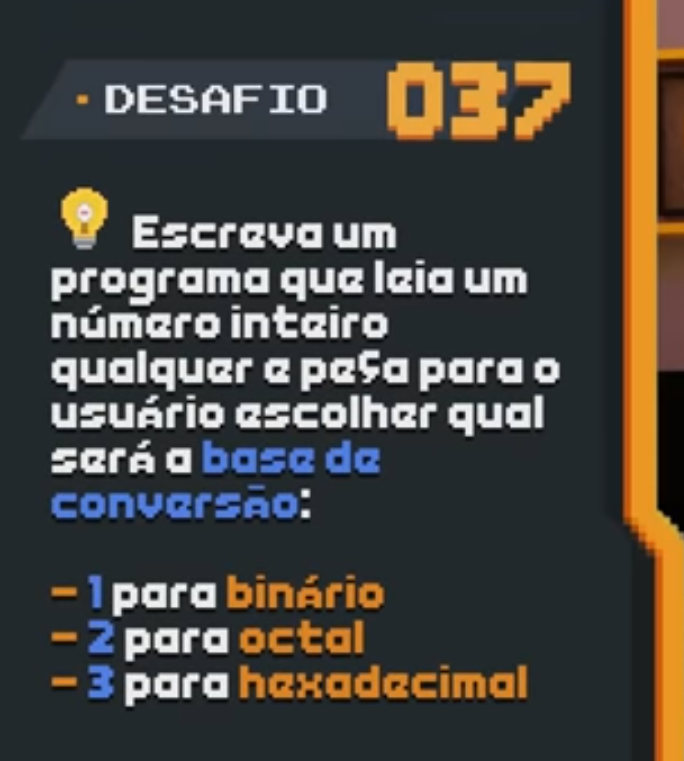 • DESAFIO 037
Escreva um
programa que leia um
número inteiro
qualquer e peça para o
usuário escolher qual
será a base de
conversão:
- 1 para binário
- 2 para octal
- 3 para hexadecimal